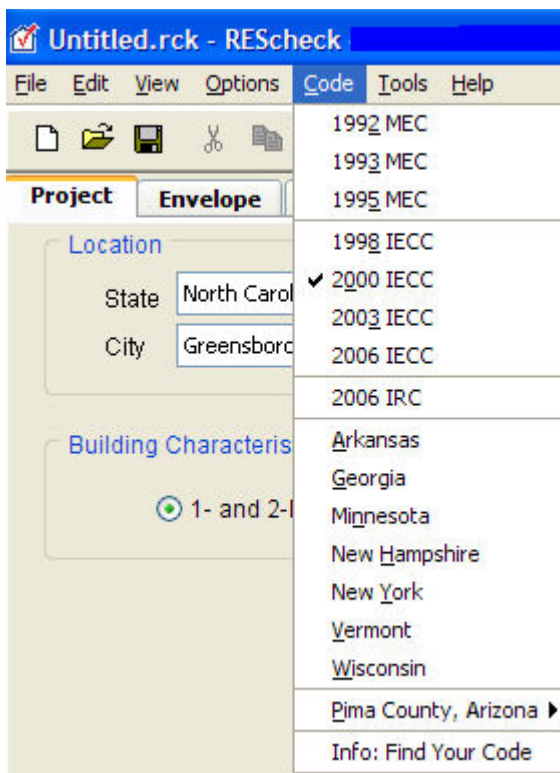 Untitled.rck - REScheck
File Edit View Options Code Tools Help
Project Envelope
Location
State North Carol
City Greensboro
Building Characteris
1- and 2-
1992 MEC
1993 MEC
1995 MEC
1998 IECC
2000 IECC
2003 IECC
2006 IECC
2006 IRC
Arkansas
Georgia
Minnesota
New Hampshire
New York
Vermont
Wisconsin
Pima County, Arizona
Info: Find Your Code